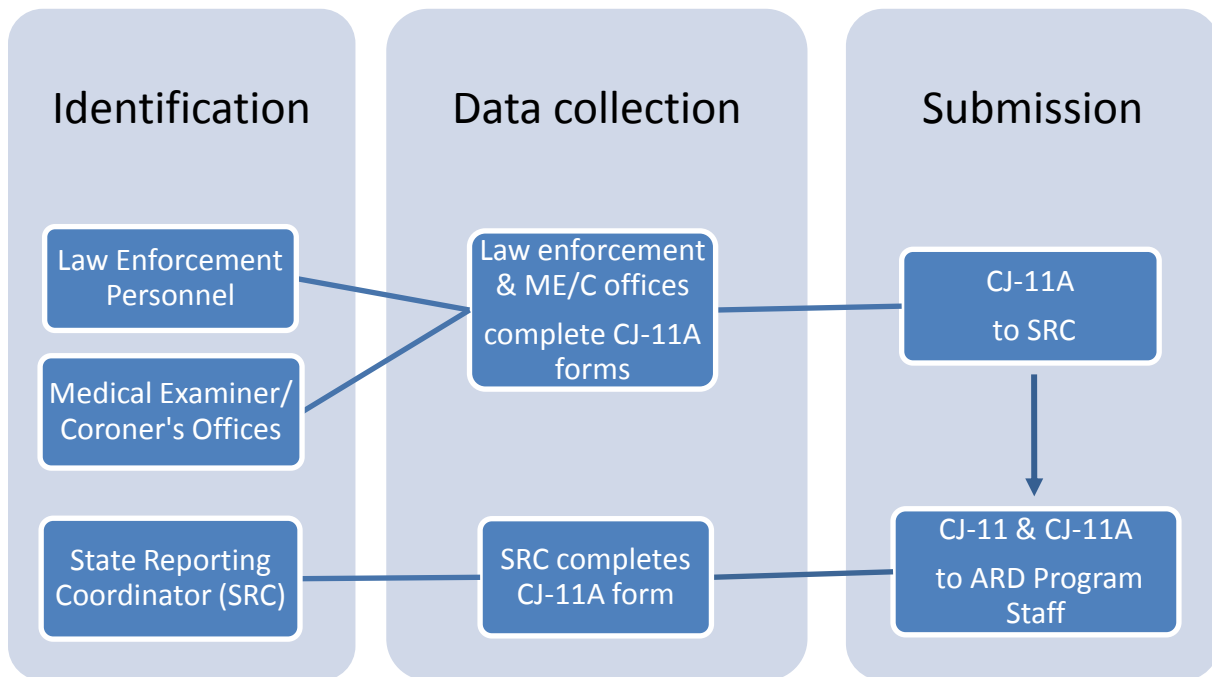 Identification
Law Enforcement
Personnel
Medical Examiner/
Coroner's Offices
State Reporting
Coordinator (SRC)
Data collection
Law enforcement
& ME/C offices
complete CJ-11A
forms
SRC completes
CJ-11A form
Submission
CJ-11A
to SRC
CJ-11 & CJ-11A
to ARD Program
Staff